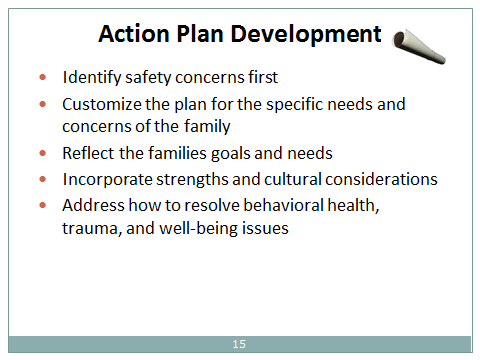 Action Plan Development
• Identify safety concerns first
• Customize the plan for the specific needs and
concerns of the family
• Reflect the families goals and needs
• Incorporate strengths and cultural considerations
• Address how to resolve behavioral health,
trauma, and well-being issues
15